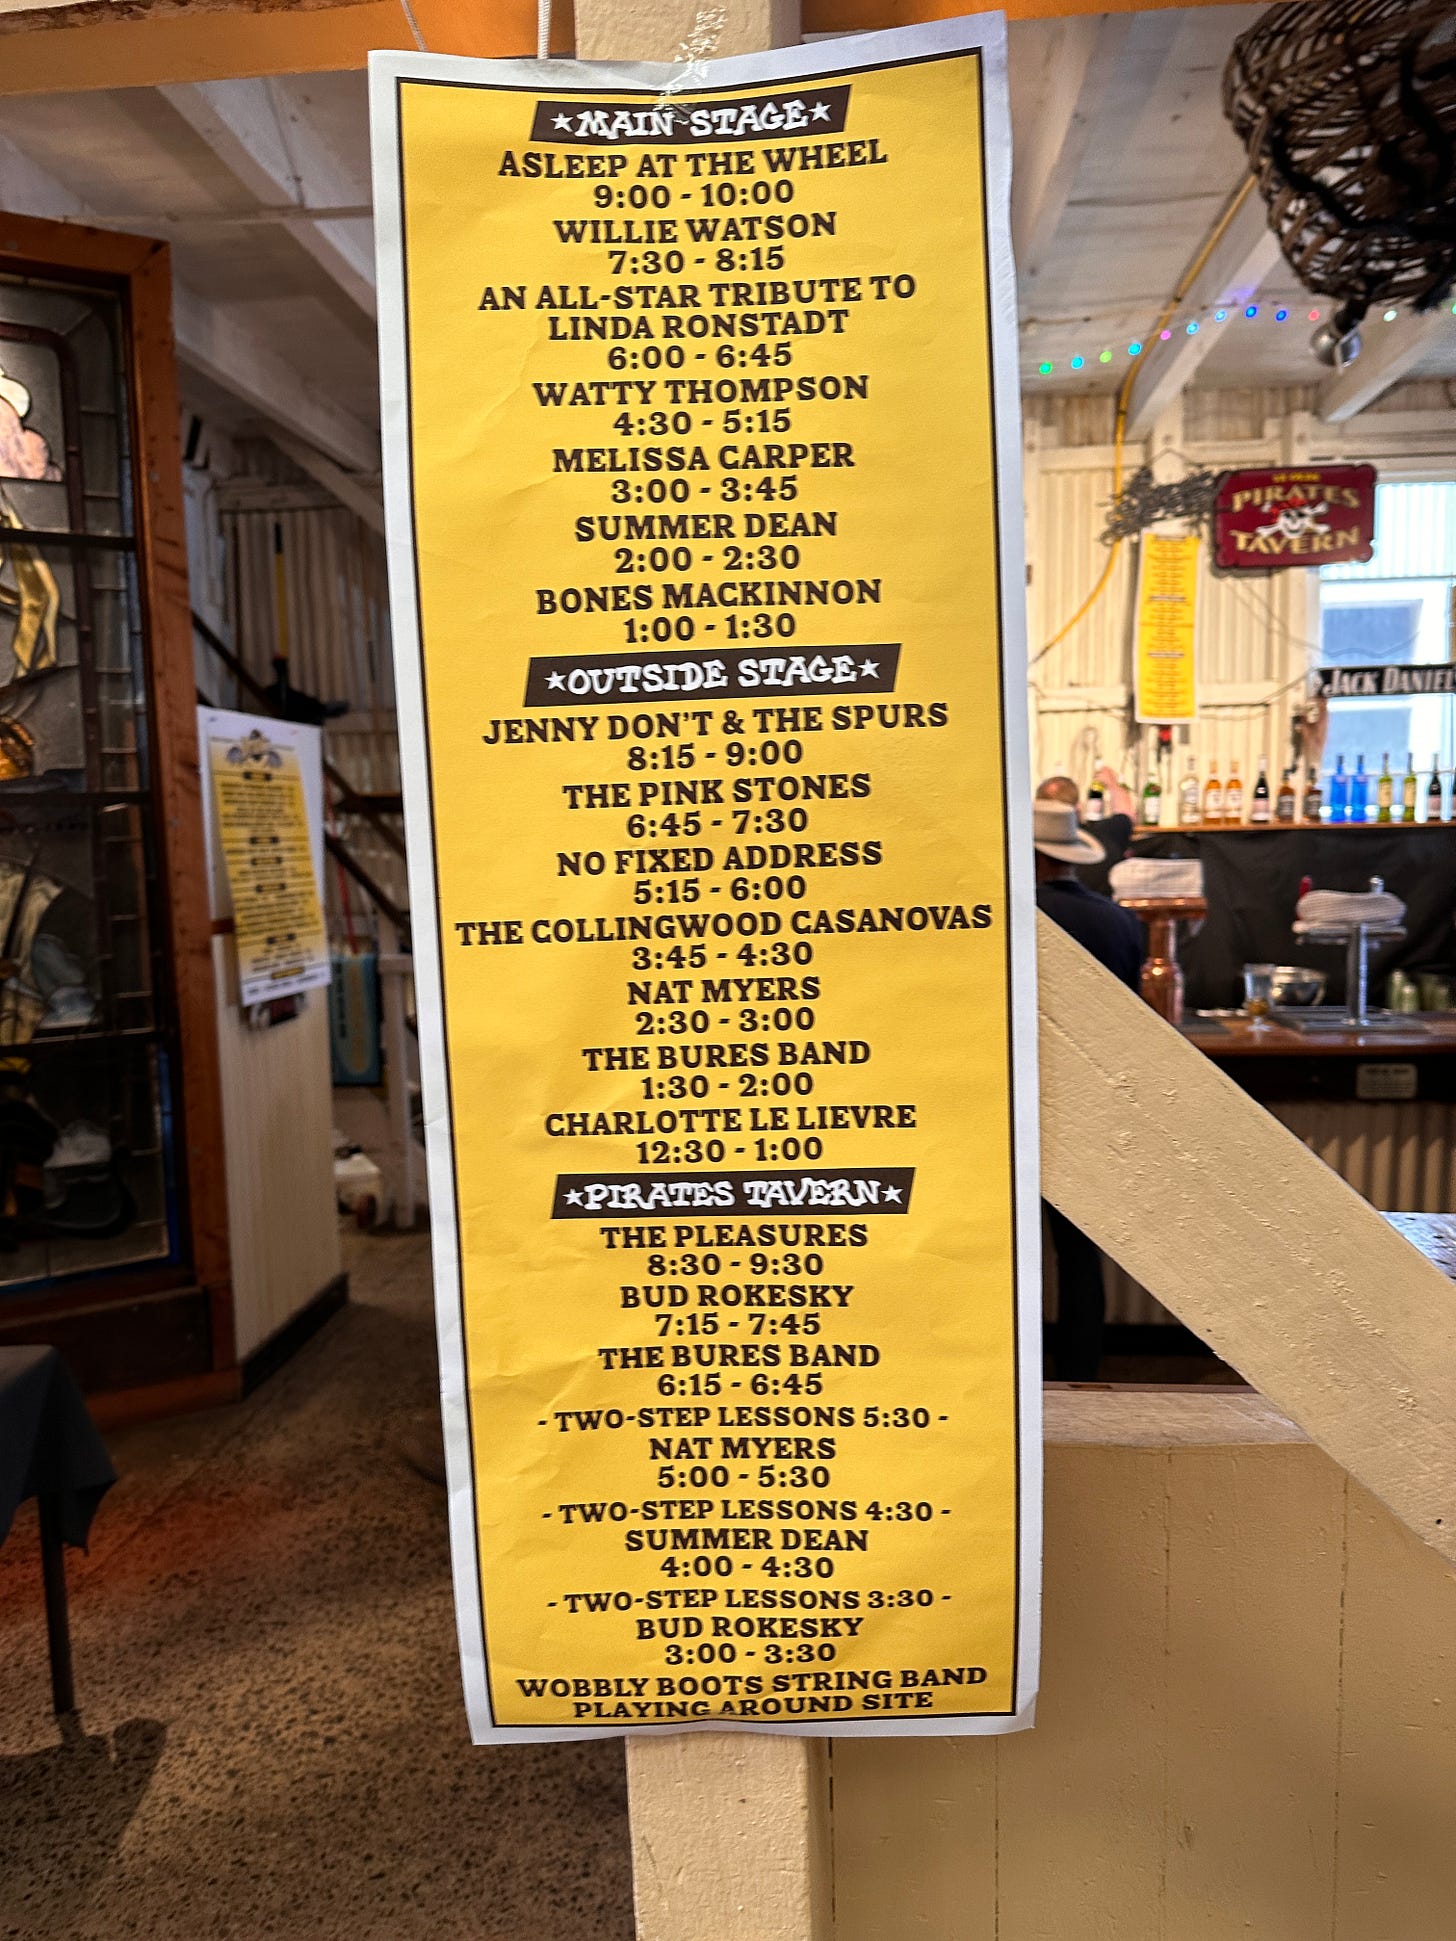 ★MAIN STAGE★
ASLEEP AT THE WHEEL
9:00 - 10:00
WILLIE WATSON
7:30 - 8:15
AN ALL-STAR TRIBUTE TO
LINDA RONSTADT
6:00 - 6:45
WATTY THOMPSON
4:30 - 5:15
MELISSA CARPER
3:00 - 3:45
SUMMER DEAN
2:00 - 2:30
BONES MACKINNON
1:00 - 1:30
★OUTSIDE STAGE★
JENNY DON'T & THE SPURS
8:15 - 9:00
THE PINK STONES
6:45 - 7:30
NO FIXED ADDRESS
5:15 - 6:00
THE COLLINGWOOD CASANOVAS
3:45 - 4:30
NAT MYERS
2:30 - 3:00
THE BURES BAND
1:30 - 2:00
CHARLOTTE LE LIEVRE
12:30 - 1:00
★PIRATES TAVERN★
THE PLEASURES
8:30 - 9:30
BUD ROKESKY
7:15 - 7:45
THE BURES BAND
6:15 - 6:45
- TWO-STEP LESSONS 5:30 -
NAT MYERS
5:00 - 5:30
- TWO-STEP LESSONS 4:30 -
SUMMER DEAN
4:00 - 4:30
- TWO-STEP LESSONS 3:30 -
BUD ROKESKY
3:00 - 3:30
WOBBLY BOOTS STRING BAND
PLAYING AROUND SITE
PIRATES
TAVERN
JACK DANIEL